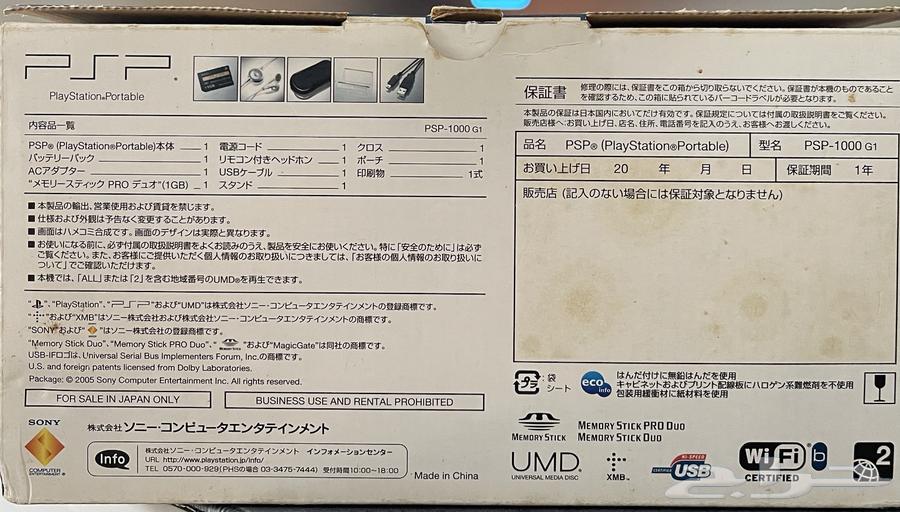 PSP
PlayStation®Portable
内容品一覧
PSP-1000 G1
PSP® (PlayStation®Portable)本体 1
バッテリーパック 1
ACアダプター 1
"メモリースティック PRO デュオ"(1GB) 1
電源コード 1
リモコン付きヘッドホン 1
USBケーブル 1
スタンド 1
クロス 1
ポーチ 1
印刷物 1式
■ 本製品の輸出、営業使用および賃貸を禁じます。
■ 仕様および外観は予告なく変更することがあります。
■ 画面はハメコミ合成です。画面のデザインは実際と異なります。
■ お使いになる前に、必ず付属の取扱説明書をよくお読みのうえ、製品を安全にお使いください。特に「安全のために」は必ず
ご覧ください。また、お客様にご提供いただく個人情報のお取り扱いにつきましては、「お客様の個人情報のお取り扱いに
ついて」でご確認いただけます。
■ 本機では、「ALL」または「2」を含む地域番号のUMD®を再生できます。
" "、"PlayStation"、"PSP"および"UMD"は株式会社ソニー・コンピュータエンタテインメントの登録商標です。
" "および"XMB"はソニー株式会社および株式会社ソニー・コンピュータエンタテインメントの商標です。
"SONY"および" "はソニー株式会社の登録商標です。
"Memory Stick Duo"、"Memory Stick PRO Duo"、" "および"MagicGate"は同社の商標です。
USB-IFロゴは、Universal Serial Bus Implementers Forum, Inc.の商標です。
U.S. and foreign patents licensed from Dolby Laboratories.
Package: © 2005 Sony Computer Entertainment Inc. All rights reserved.
FOR SALE IN JAPAN ONLY
BUSINESS USE AND RENTAL PROHIBITED
SONY
COMPUTER
ENTERTAINMENT
株式会社 ソニー・コンピュータエンタテインメント
Info
株式会社ソニー・コンピュータエンタテインメント インフォメーションセンター
URL http://www.playstation.jp/info/
TEL 0570-000-929(PHSの場合 03-3475-7444) 受付時間10:00~18:00
Made in China
保証書
修理の際には、保証書をこの箱から切り取らないでください。保証書が本機のものであること
を確認するため、この箱に貼られているバーコードラベルが必要となります。
本製品の保証は日本国内においてだけ有効です。保証規定については付属の取扱説明書をご覧ください。
販売店様へ:お買い上げ日、店名、住所、電話番号を記入のうえ、お客様へお渡しください。
品名 PSP® (PlayStation®Portable) 型名 PSP-1000 G1
お買い上げ日 20 年 月 日 保証期間 1年
販売店 (記入のない場合には保証対象となりません)
プラ
:袋
シート
eco info
はんだ付けに無鉛はんだを使用
キャビネットおよびプリント配線板にハロゲン系難燃剤を不使用
包装用緩衝材に紙材料を使用
MEMORY STICK
MEMORY STICK PRO DUO
MEMORY STICK DUO
UMD
UNIVERSAL MEDIA DISC
XMB™
CERTIFIED
HI-SPEED
USB
Wi Fi
CERTIFIED
b
2
حراج